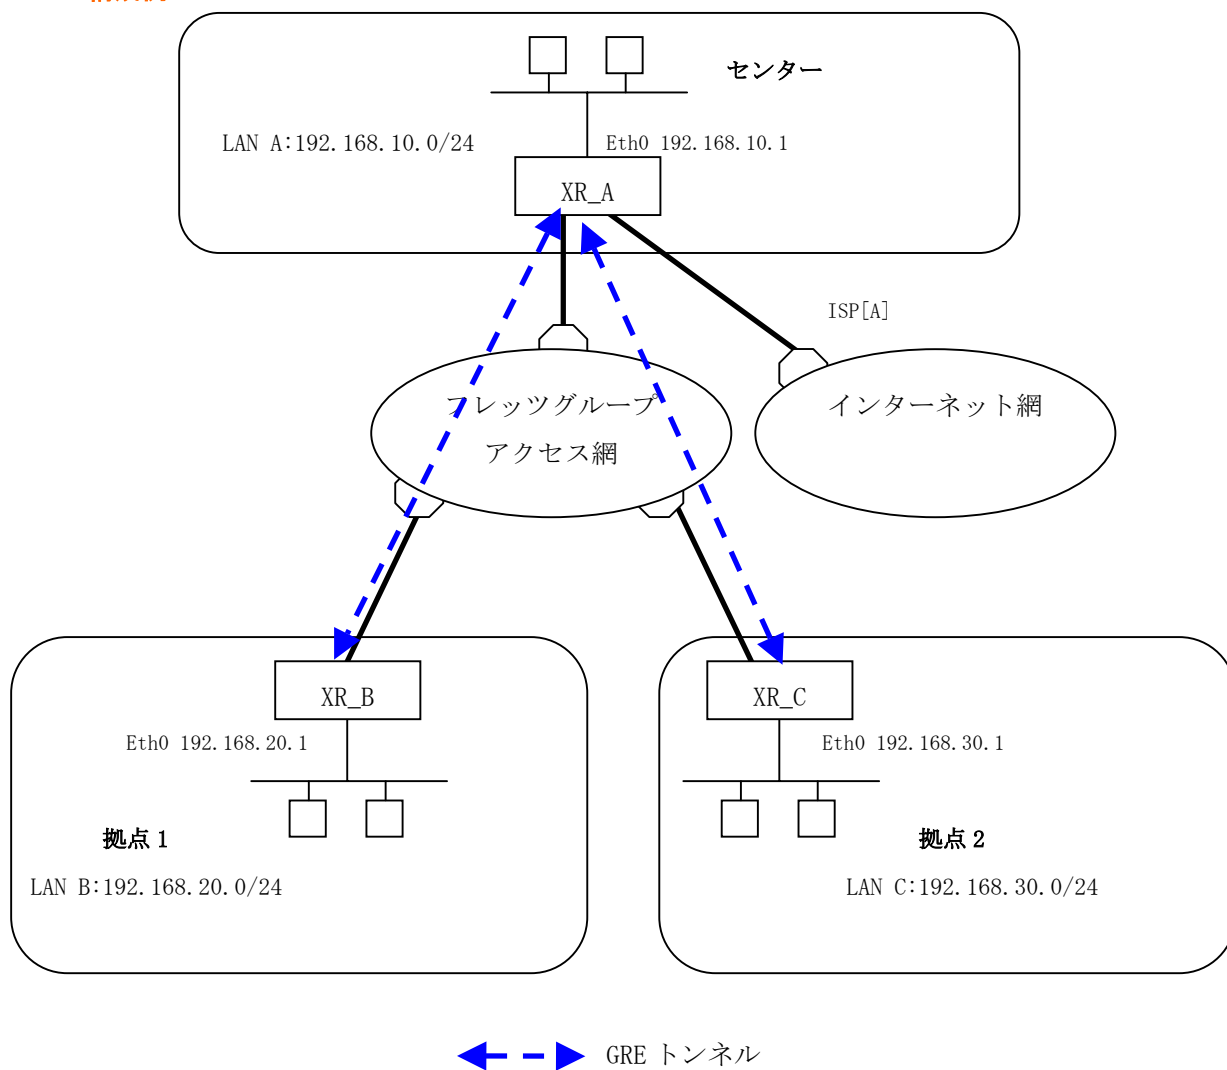 センター
LAN A:192.168.10.0/24
Eth0 192.168.10.1
XR_A
ISP[A]
フレッツグループ
アクセス網
インターネット網
XR_B
XR_C
Eth0 192.168.20.1
Eth0 192.168.30.1
拠点 1
拠点 2
LAN B:192.168.20.0/24
LAN C:192.168.30.0/24
GRE トンネル